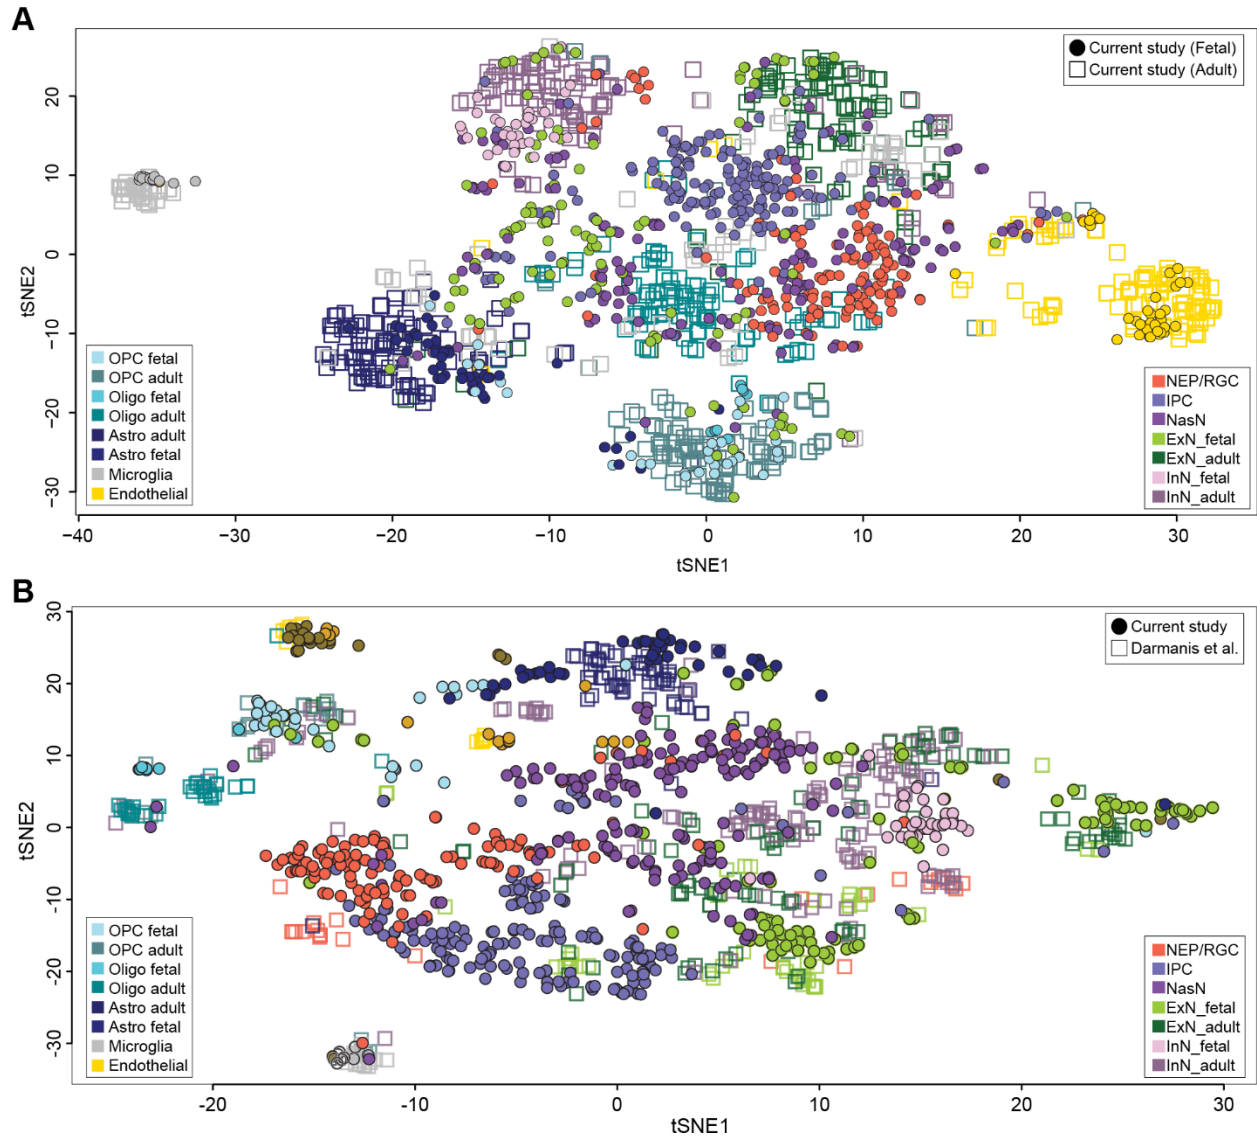 A
Current study (Fetal)
Current study (Adult)
20
10
0
−10
−20
−30
tSNE2
OPC fetal
OPC adult
Oligo fetal
Oligo adult
Astro adult
Astro fetal
Microglia
Endothelial
NEP/RGC
IPC
NasN
ExN_fetal
ExN_adult
InN_fetal
InN_adult
−40 −30 −20 −10 0 10 20 30
tSNE1
B
Current study
Darmanis et al.
30
20
10
0
-10
-20
-30
tSNE2
OPC fetal
OPC adult
Oligo fetal
Oligo adult
Astro adult
Astro fetal
Microglia
Endothelial
NEP/RGC
IPC
NasN
ExN_fetal
ExN_adult
InN_fetal
InN_adult
-20 -10 0 10 20 30
tSNE1